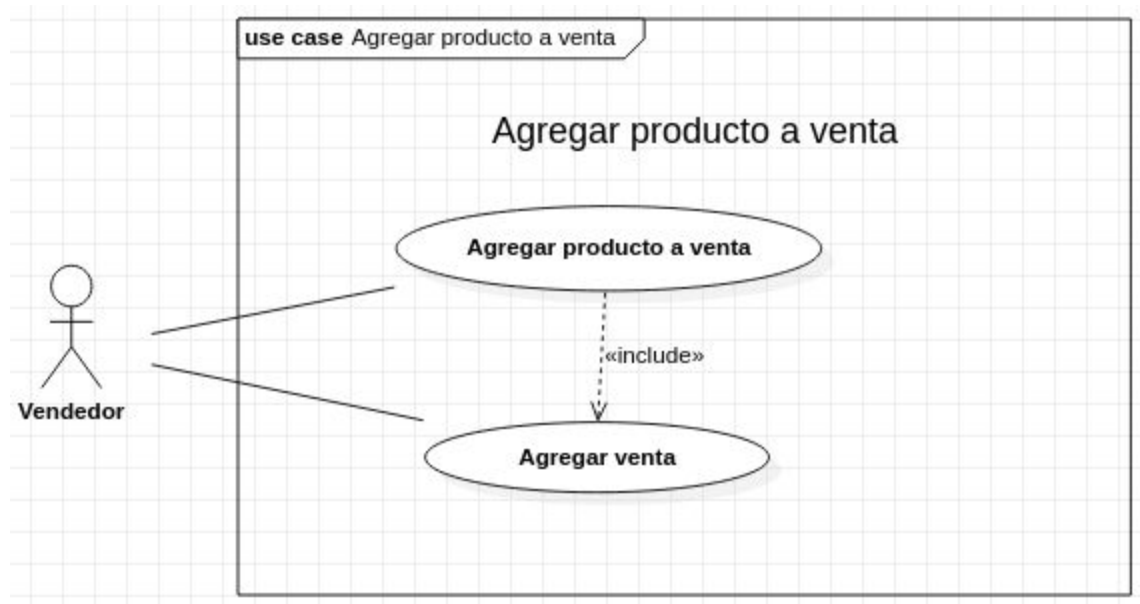 use case Agregar producto a venta
Agregar producto a venta
Agregar producto a venta
«include»
Vendedor
Agregar venta